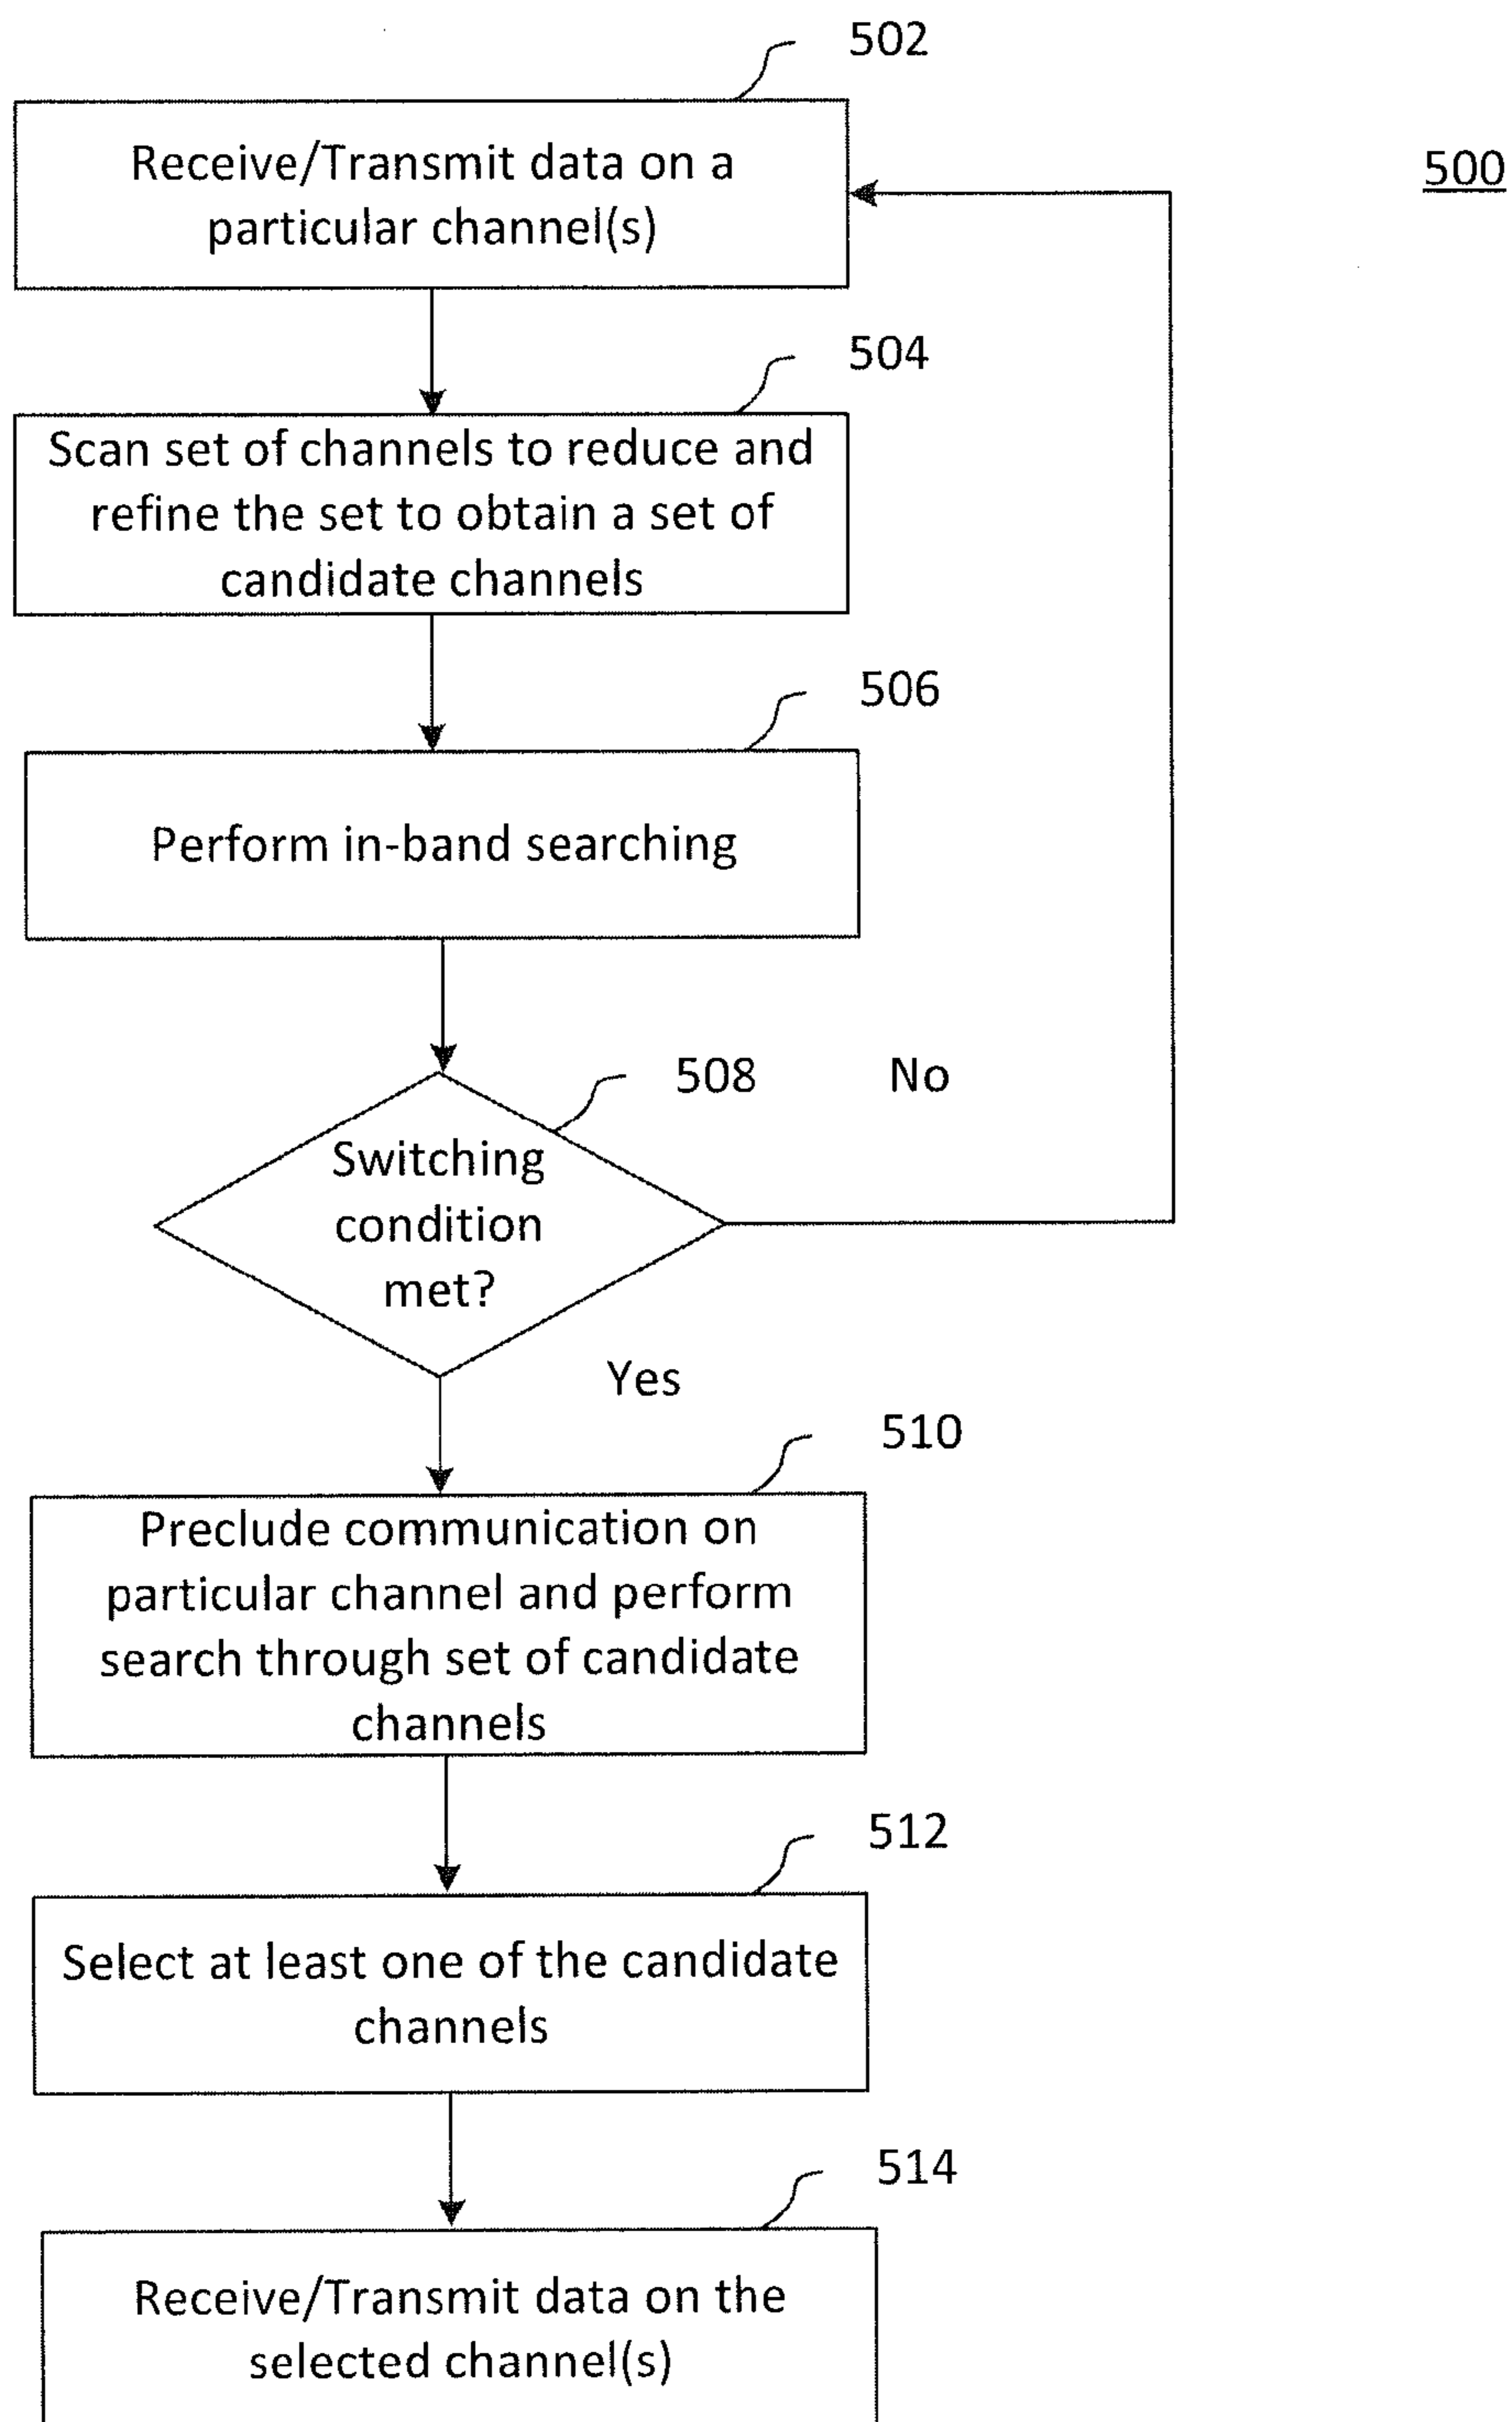 502
500
Receive/Transmit data on a
particular channel(s)
504
Scan set of channels to reduce and
refine the set to obtain a set of
candidate channels
506
Perform in-band searching
508
No
Switching
condition
met?
Yes
510
Preclude communication on
particular channel and perform
search through set of candidate
channels
512
Select at least one of the candidate
channels
514
Receive/Transmit data on the
selected channel(s)